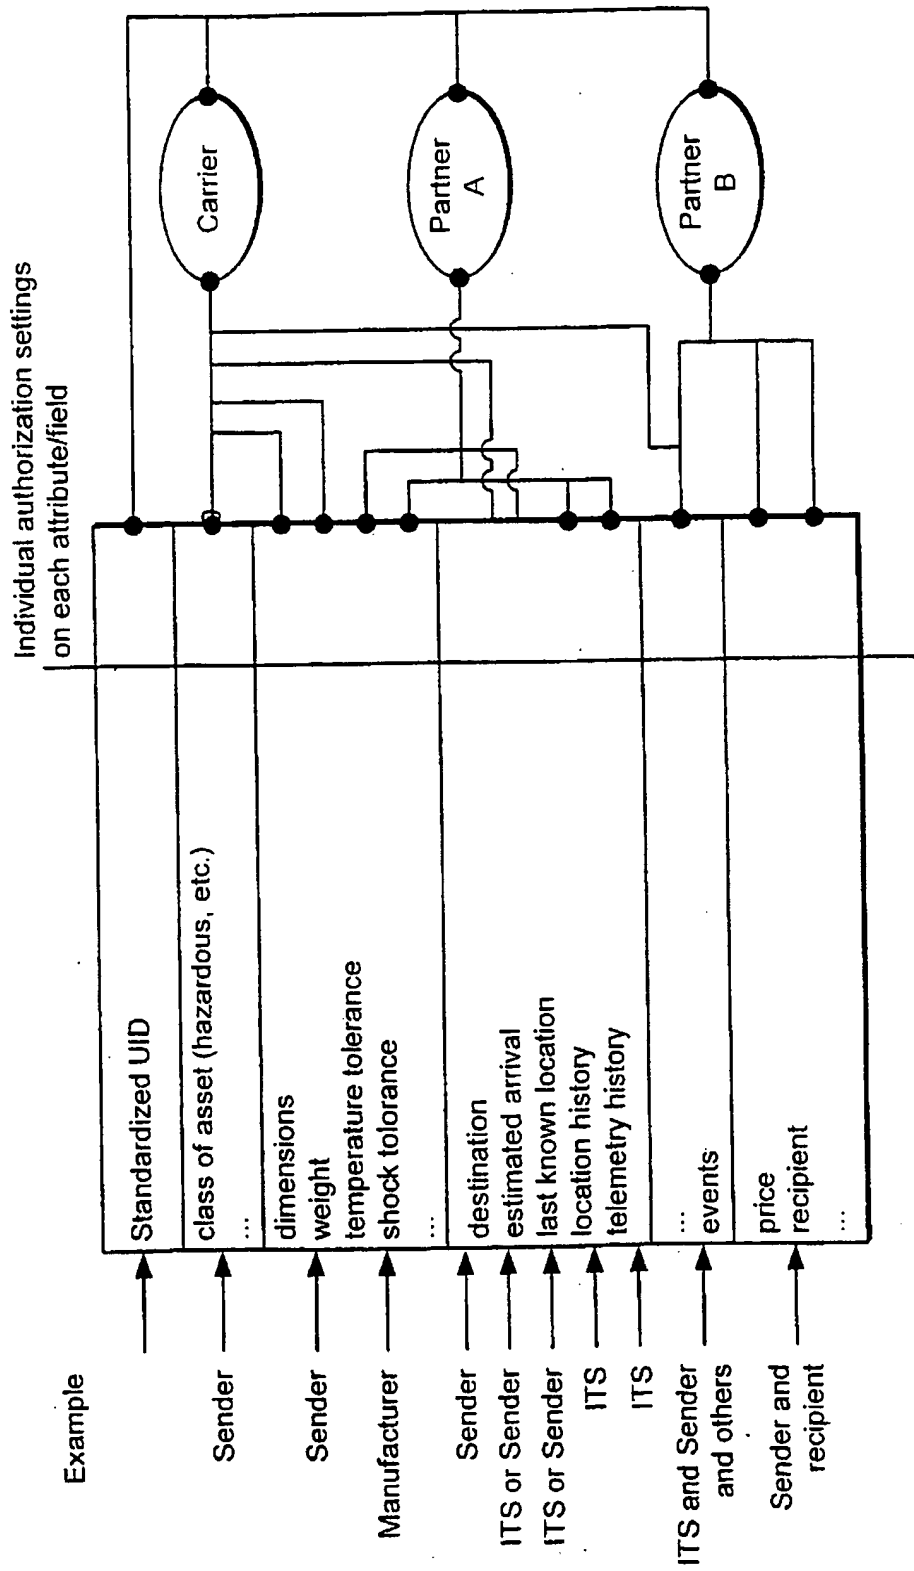 Example
Individual authorization settings
on each attribute/field
Standardized UID
Sender
class of asset (hazardous, etc.)
...
Sender
dimensions
weight
Manufacturer
temperature tolerance
shock tolorance
...
Sender
destination
ITS or Sender
estimated arrival
ITS or Sender
last known location
ITS
location history
ITS
telemetry history
ITS and Sender
and others
...
events
Sender and
recipient
price
recipient
...
Carrier
Partner
A
Partner
B